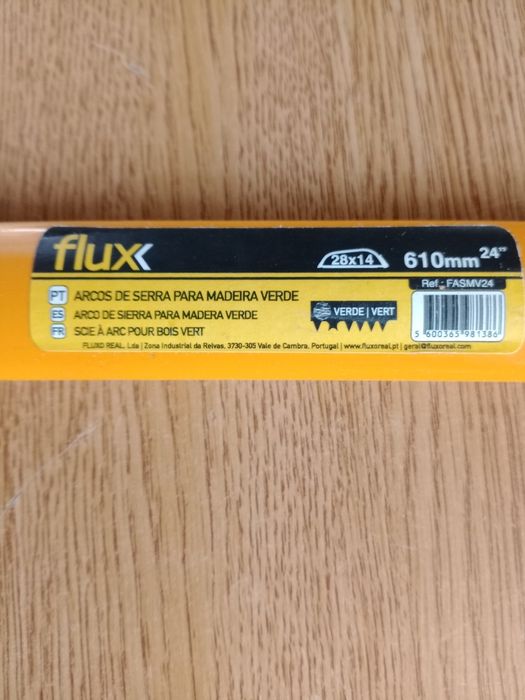 flux
28x14
610mm 24""
Ref.: FASMV24
PT ARCOS DE SERRA PARA MADEIRA VERDE
ES ARCO DE SIERRA PARA MADERA VERDE
FR SCIE À ARC POUR BOIS VERT
VERDE | VERT
5 600365 981386
FLUXO REAL, Lda | Zona Industrial da Relvas, 3730-305 Vale de Cambra, Portugal | www.fluxoreal.pt | geral@fluxoreal.com